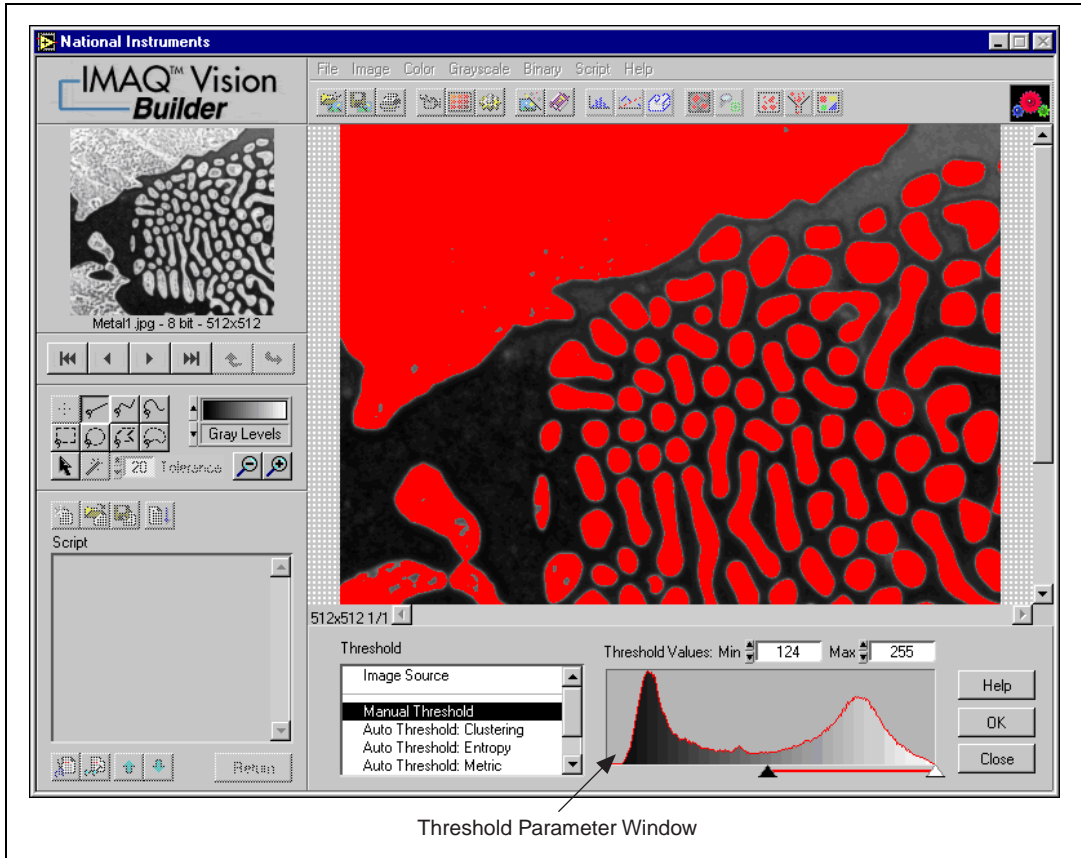 National Instruments
IMAQ™ Vision
Builder
File Image Color Grayscale Binary Script Help
Metal1.jpg - 8 bit - 512x512
Gray Levels
20 Tolerance
Script
Return
512x512 1/1
Threshold
Image Source
Manual Threshold
Auto Threshold: Clustering
Auto Threshold: Entropy
Auto Threshold: Metric
Threshold Values: Min 124 Max 255
Help
OK
Close
Threshold Parameter Window